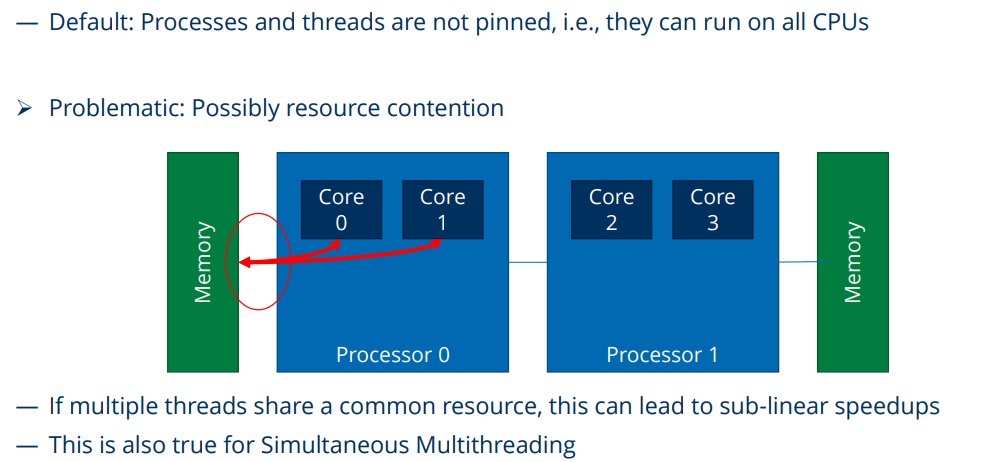 — Default: Processes and threads are not pinned, i.e., they can run on all CPUs
➢ Problematic: Possibly resource contention
Memory
Core
0
Core
1
Processor 0
Core
2
Core
3
Processor 1
Memory
— If multiple threads share a common resource, this can lead to sub-linear speedups
— This is also true for Simultaneous Multithreading